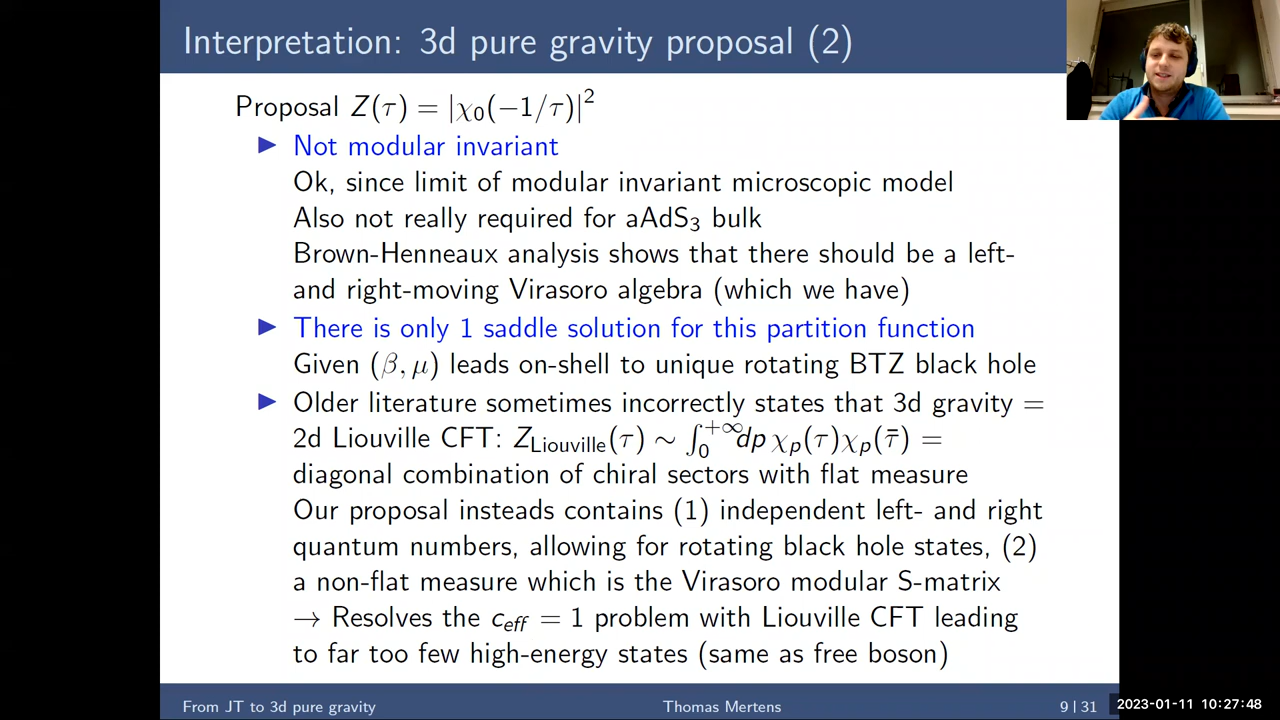 Interpretation: 3d pure gravity proposal (2)
Proposal Z(τ) = |χ₀(−1/τ)|²
▶ Not modular invariant
Ok, since limit of modular invariant microscopic model
Also not really required for aAdS₃ bulk
Brown-Henneaux analysis shows that there should be a left-
and right-moving Virasoro algebra (which we have)
▶ There is only 1 saddle solution for this partition function
Given (β, μ) leads on-shell to unique rotating BTZ black hole
▶ Older literature sometimes incorrectly states that 3d gravity =
2d Liouville CFT: Z_Liouville(τ) ∼ ∫₀^{+∞} dp χₚ(τ)χₚ(τ̄) =
diagonal combination of chiral sectors with flat measure
Our proposal insteads contains (1) independent left- and right
quantum numbers, allowing for rotating black hole states, (2)
a non-flat measure which is the Virasoro modular S-matrix
→ Resolves the c_eff = 1 problem with Liouville CFT leading
to far too few high-energy states (same as free boson)
From JT to 3d pure gravity Thomas Mertens 9 | 31
2023-01-11 10:27:48